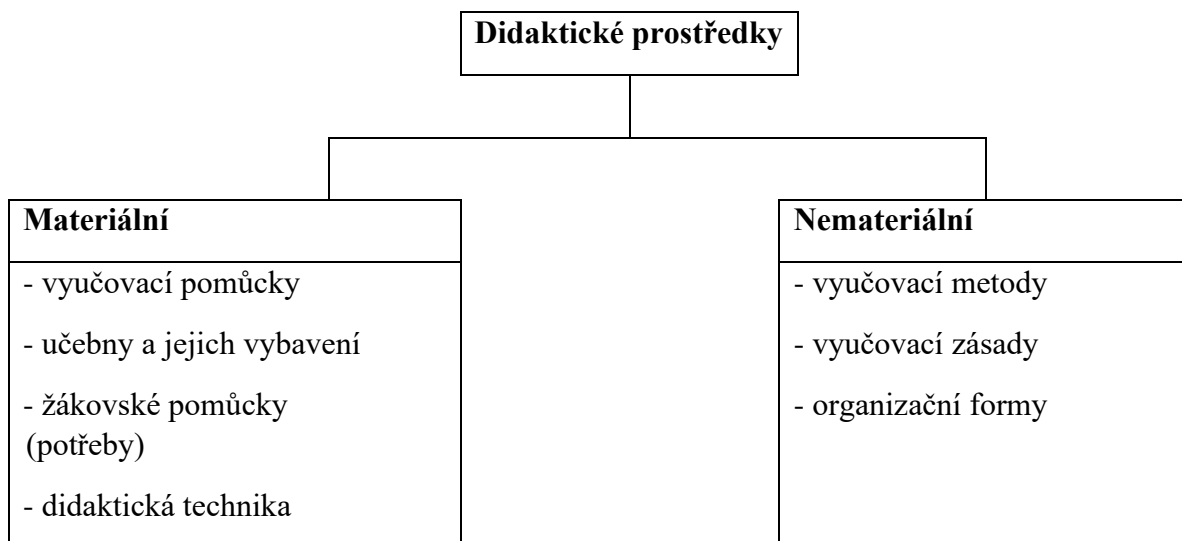 Didaktické prostředky
Materiální
- vyučovací pomůcky
- učebny a jejich vybavení
- žákovské pomůcky
(potřeby)
- didaktická technika
Nemateriální
- vyučovací metody
- vyučovací zásady
- organizační formy